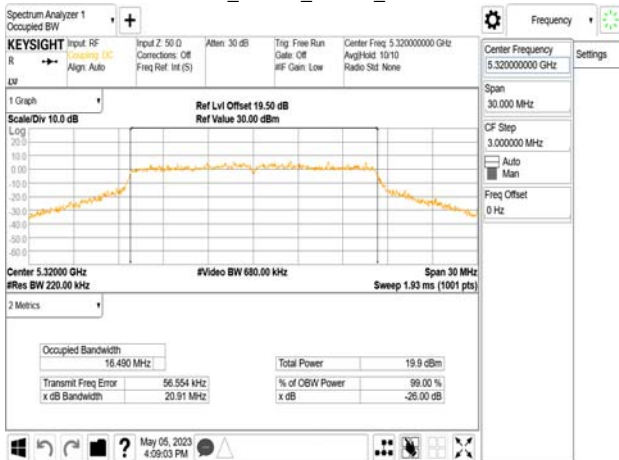 Spectrum Analyzer 1
Occupied BW
Frequency
KEYSIGHT
R
Input: RF
Coupling: DC
Align: Auto
Input Z: 50 Ω
Corrections: Off
Freq Ref: Int (S)
Atten: 30 dB
Trig: Free Run
Gate: Off
#IF Gain: Low
Center Freq: 5.320000000 GHz
Avg|Hold: 10/10
Radio Std: None
Center Frequency
5.320000000 GHz
Settings
Span
30.000 MHz
CF Step
3.000000 MHz
Auto
Man
Freq Offset
0 Hz
1 Graph
Scale/Div 10.0 dB
Ref Lvl Offset 19.50 dB
Ref Value 30.00 dBm
Log
20.0
10.0
0.00
-10.0
-20.0
-30.0
-40.0
-50.0
-60.0
Center 5.32000 GHz
#Res BW 220.00 kHz
#Video BW 680.00 kHz
Span 30 MHz
Sweep 1.93 ms (1001 pts)
2 Metrics
Occupied Bandwidth
16.490 MHz
Total Power 19.9 dBm
Transmit Freq Error 56.554 kHz
% of OBW Power 99.00 %
x dB Bandwidth 20.91 MHz
x dB -26.00 dB
?
May 05, 2023
4:09:03 PM